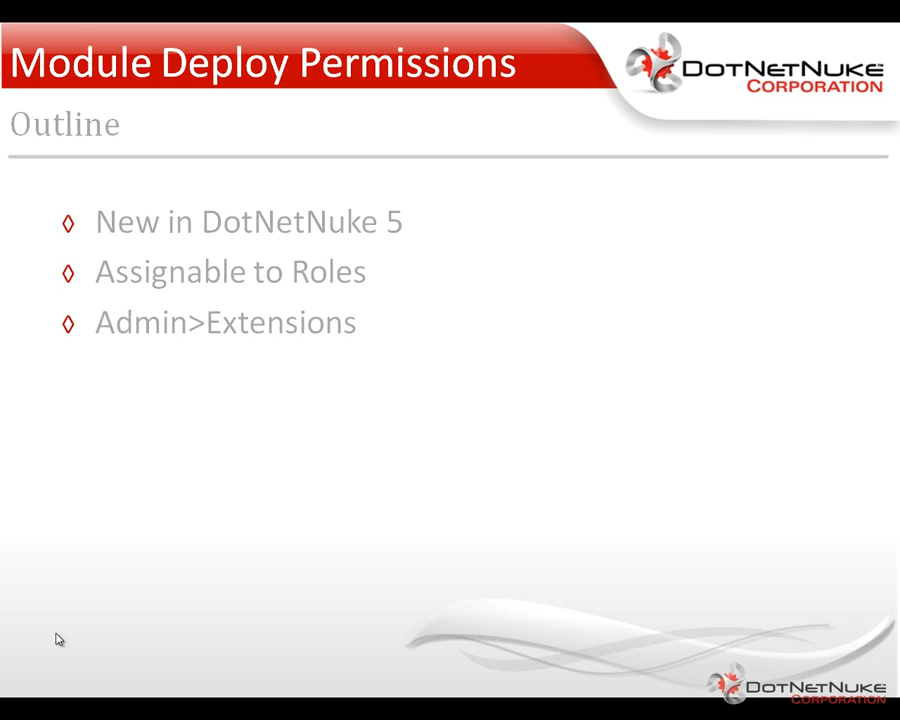 Module Deploy Permissions
DOTNETNUKE
CORPORATION
Outline
New in DotNetNuke 5
Assignable to Roles
Admin>Extensions
DOTNETNUKE
CORPORATION